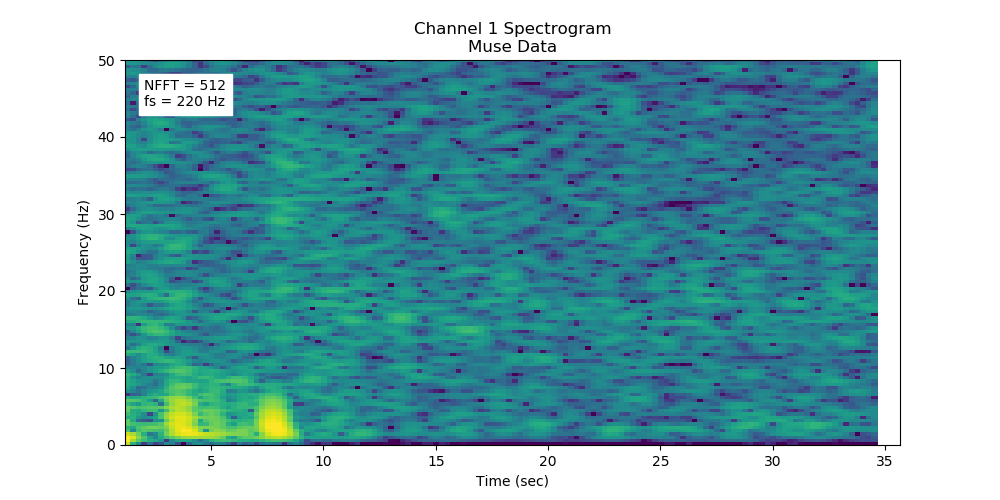 Channel 1 Spectrogram
Muse Data
NFFT = 512
fs = 220 Hz
50
40
30
20
10
0
Frequency (Hz)
5
10
15
20
25
30
35
Time (sec)